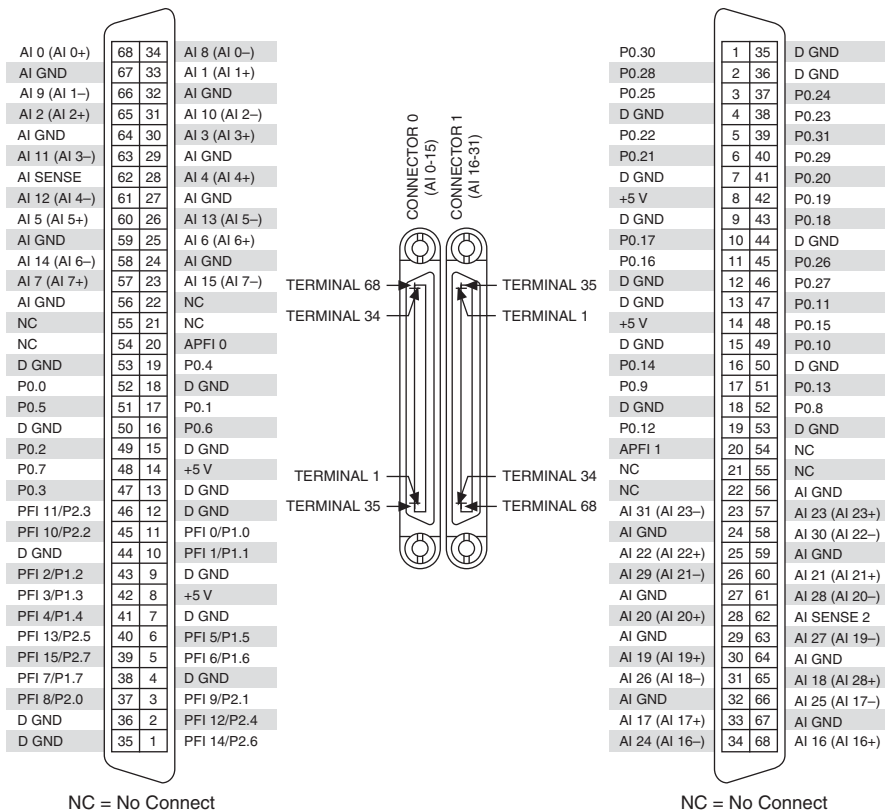 AI 0 (AI 0+) 68 34 AI 8 (AI 0–)
AI GND 67 33 AI 1 (AI 1+)
AI 9 (AI 1–) 66 32 AI GND
AI 2 (AI 2+) 65 31 AI 10 (AI 2–)
AI GND 64 30 AI 3 (AI 3+)
AI 11 (AI 3–) 63 29 AI GND
AI SENSE 62 28 AI 4 (AI 4+)
AI 12 (AI 4–) 61 27 AI GND
AI 5 (AI 5+) 60 26 AI 13 (AI 5–)
AI GND 59 25 AI 6 (AI 6+)
AI 14 (AI 6–) 58 24 AI GND
AI 7 (AI 7+) 57 23 AI 15 (AI 7–)
AI GND 56 22 NC
NC 55 21 NC
NC 54 20 APFI 0
D GND 53 19 P0.4
P0.0 52 18 D GND
P0.5 51 17 P0.1
D GND 50 16 P0.6
P0.2 49 15 D GND
P0.7 48 14 +5 V
P0.3 47 13 D GND
PFI 11/P2.3 46 12 D GND
PFI 10/P2.2 45 11 PFI 0/P1.0
D GND 44 10 PFI 1/P1.1
PFI 2/P1.2 43 9 D GND
PFI 3/P1.3 42 8 +5 V
PFI 4/P1.4 41 7 D GND
PFI 13/P2.5 40 6 PFI 5/P1.5
PFI 15/P2.7 39 5 PFI 6/P1.6
PFI 7/P1.7 38 4 D GND
PFI 8/P2.0 37 3 PFI 9/P2.1
D GND 36 2 PFI 12/P2.4
D GND 35 1 PFI 14/P2.6
NC = No Connect
CONNECTOR 0
(AI 0-15)
CONNECTOR 1
(AI 16-31)
TERMINAL 68
TERMINAL 34
TERMINAL 35
TERMINAL 1
TERMINAL 1
TERMINAL 35
TERMINAL 34
TERMINAL 68
P0.30 1 35 D GND
P0.28 2 36 D GND
P0.25 3 37 P0.24
D GND 4 38 P0.23
P0.22 5 39 P0.31
P0.21 6 40 P0.29
D GND 7 41 P0.20
+5 V 8 42 P0.19
D GND 9 43 P0.18
P0.17 10 44 D GND
P0.16 11 45 P0.26
D GND 12 46 P0.27
D GND 13 47 P0.11
+5 V 14 48 P0.15
D GND 15 49 P0.10
P0.14 16 50 D GND
P0.9 17 51 P0.13
D GND 18 52 P0.8
P0.12 19 53 D GND
APFI 1 20 54 NC
NC 21 55 NC
NC 22 56 AI GND
AI 31 (AI 23–) 23 57 AI 23 (AI 23+)
AI GND 24 58 AI 30 (AI 22–)
AI 22 (AI 22+) 25 59 AI GND
AI 29 (AI 21–) 26 60 AI 21 (AI 21+)
AI GND 27 61 AI 28 (AI 20–)
AI 20 (AI 20+) 28 62 AI SENSE 2
AI GND 29 63 AI 27 (AI 19–)
AI 19 (AI 19+) 30 64 AI GND
AI 26 (AI 18–) 31 65 AI 18 (AI 28+)
AI GND 32 66 AI 25 (AI 17–)
AI 17 (AI 17+) 33 67 AI GND
AI 24 (AI 16–) 34 68 AI 16 (AI 16+)
NC = No Connect